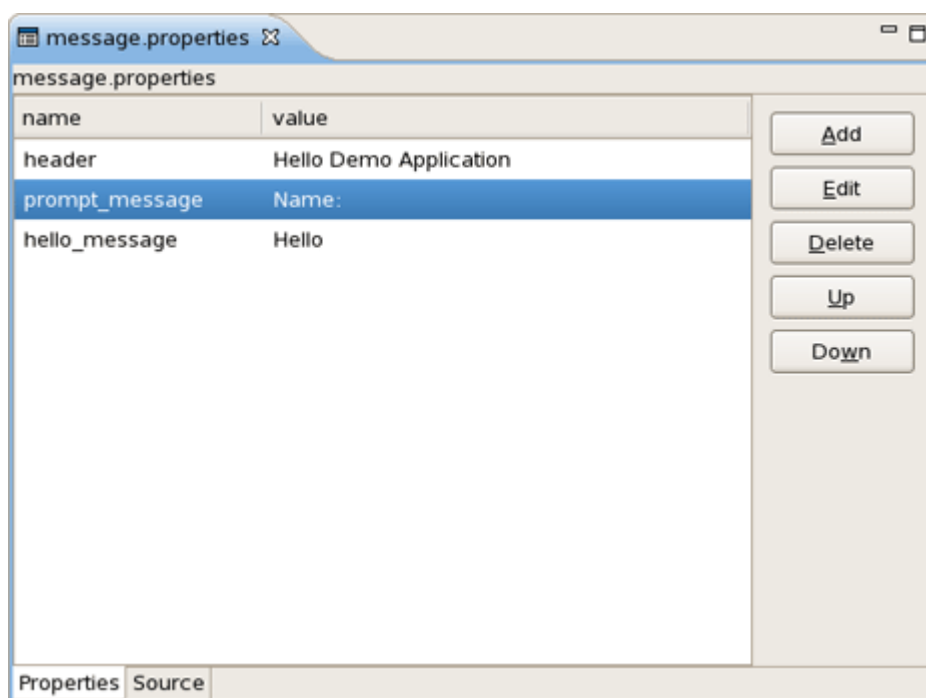 message.properties
message.properties
name value
header Hello Demo Application
prompt_message Name:
hello_message Hello
Add
Edit
Delete
Up
Down
Properties Source